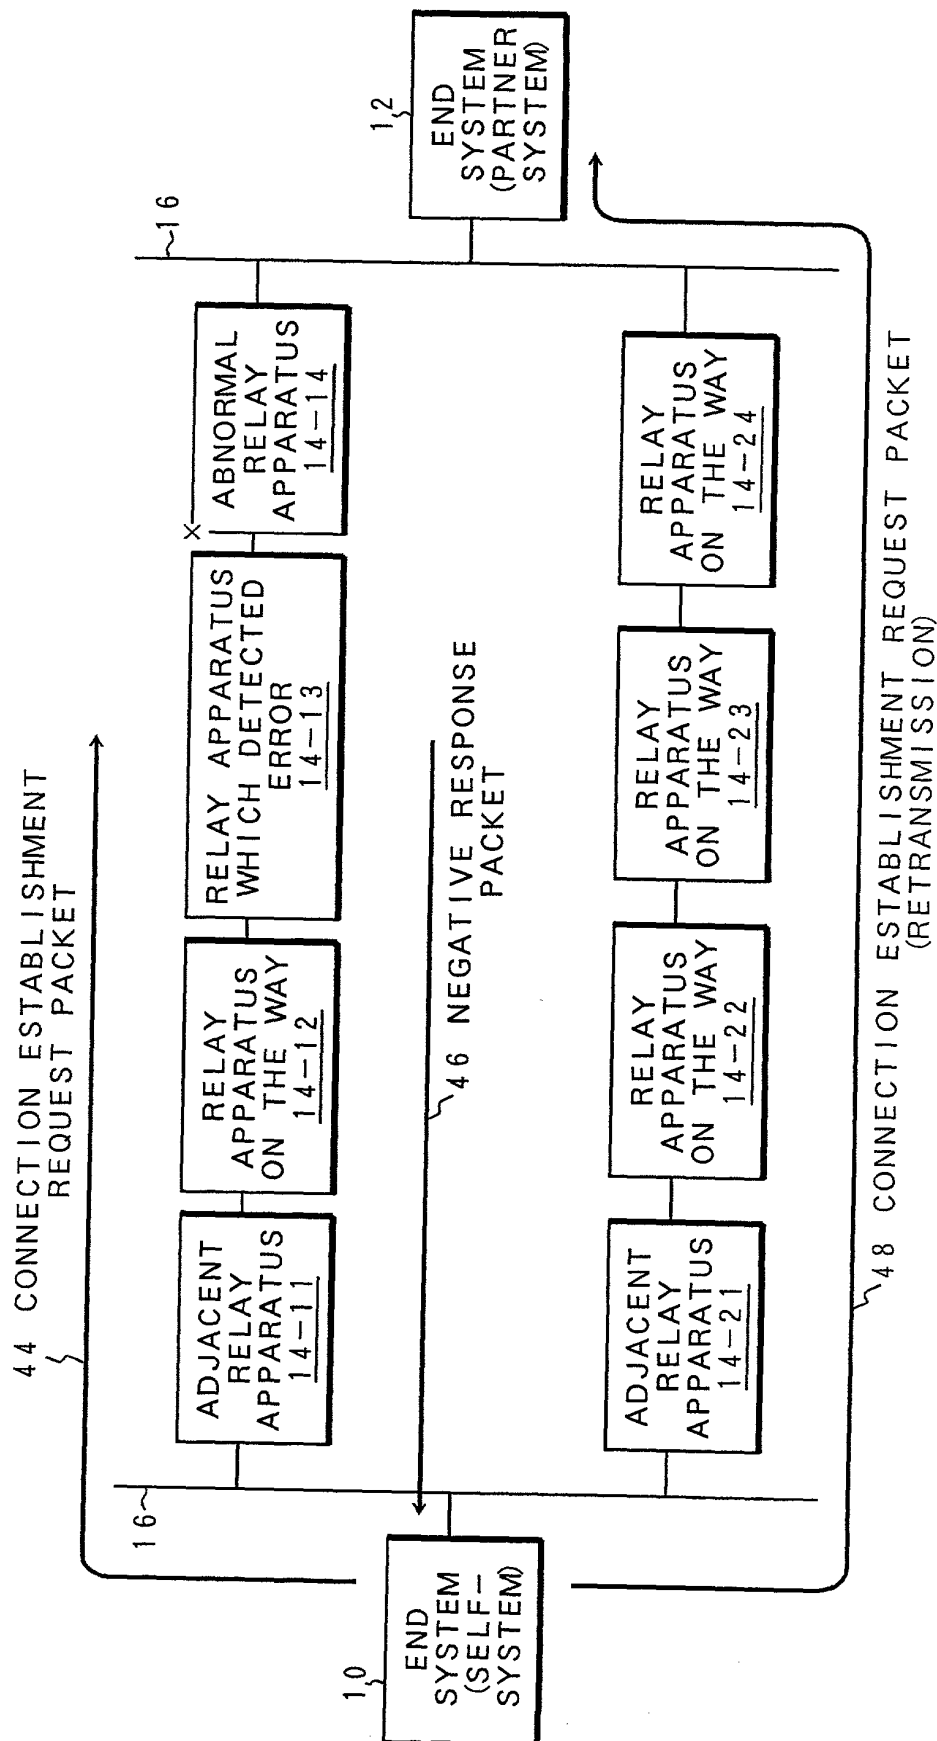 44 CONNECTION ESTABLISHMENT
REQUEST PACKET
16
16
10
END
SYSTEM
(SELF-
SYSTEM)
ADJACENT
RELAY
APPARATUS
14-11
RELAY
APPARATUS
ON THE WAY
14-12
RELAY APPARATUS
WHICH DETECTED
ERROR
14-13
×
ABNORMAL
RELAY
APPARATUS
14-14
12
END
SYSTEM
(PARTNER
SYSTEM)
46 NEGATIVE RESPONSE
PACKET
ADJACENT
RELAY
APPARATUS
14-21
RELAY
APPARATUS
ON THE WAY
14-22
RELAY
APPARATUS
ON THE WAY
14-23
RELAY
APPARATUS
ON THE WAY
14-24
48 CONNECTION ESTABLISHMENT REQUEST PACKET
(RETRANSMISSION)